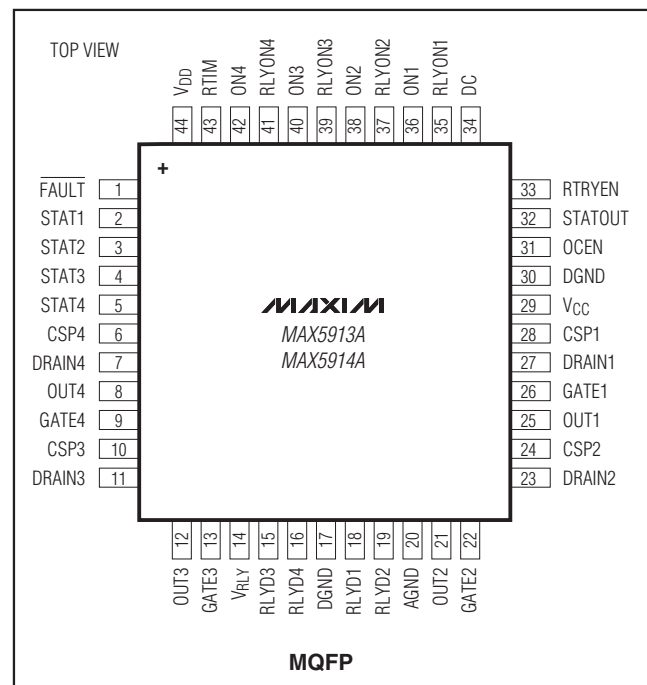 TOP VIEW
VDD
RTIM
ON4
RLYON4
ON3
RLYON3
ON2
RLYON2
ON1
RLYON1
DC
44
43
42
41
40
39
38
37
36
35
34
+
FAULT 1
STAT1 2
STAT2 3
STAT3 4
STAT4 5
CSP4 6
DRAIN4 7
OUT4 8
GATE4 9
CSP3 10
DRAIN3 11
MAXIM
MAX5913A
MAX5914A
33 RTRYEN
32 STATOUT
31 OCEN
30 DGND
29 VCC
28 CSP1
27 DRAIN1
26 GATE1
25 OUT1
24 CSP2
23 DRAIN2
12
13
14
15
16
17
18
19
20
21
22
OUT3
GATE3
VRLY
RLYD3
RLYD4
DGND
RLYD1
RLYD2
AGND
OUT2
GATE2
MQFP